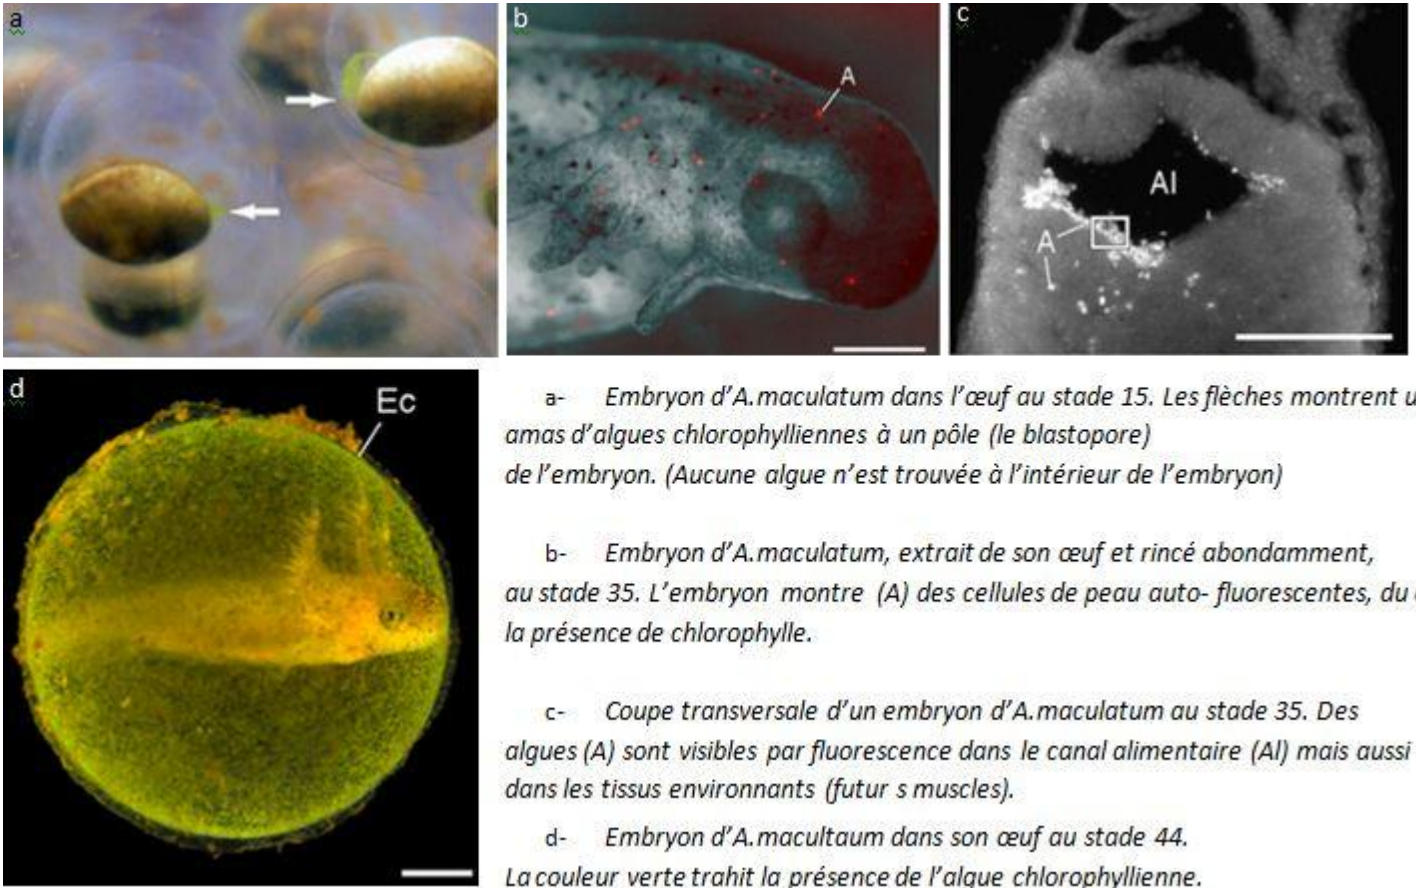 a
b
c
A
Al
A
d
Ec
a- Embryon d'A.maculatum dans l'œuf au stade 15. Les flèches montrent
amas d'algues chlorophylliennes à un pôle (le blastopore)
de l'embryon. (Aucune algue n'est trouvée à l'intérieur de l'embryon)
b- Embryon d'A.maculatum, extrait de son œuf et rincé abondamment,
au stade 35. L'embryon montre (A) des cellules de peau auto- fluorescentes, du
la présence de chlorophylle.
c- Coupe transversale d'un embryon d'A.maculatum au stade 35. Des
algues (A) sont visibles par fluorescence dans le canal alimentaire (Al) mais aussi
dans les tissus environnants (futur s muscles).
d- Embryon d'A.macultaum dans son œuf au stade 44.
La couleur verte trahit la présence de l'algue chlorophyllienne.